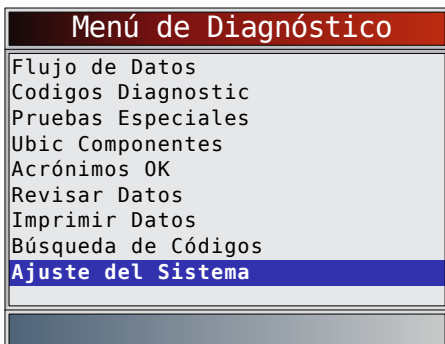 Menú de Diagnóstico
Flujo de Datos
Codigos Diagnostic
Pruebas Especiales
Ubic Componentes
Acrónimos OK
Revisar Datos
Imprimir Datos
Búsqueda de Códigos
Ajuste del Sistema